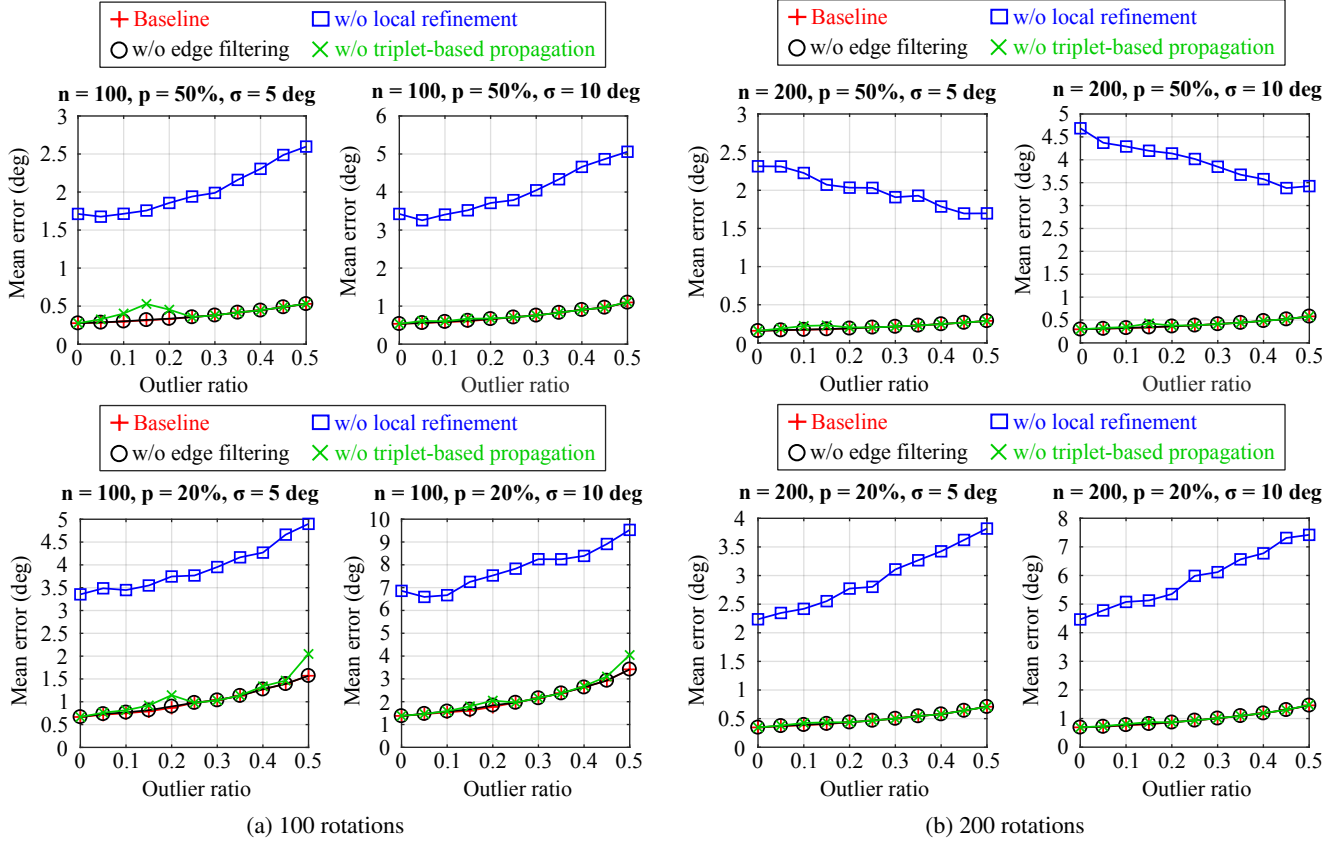 Baseline w/o local refinement
w/o edge filtering w/o triplet-based propagation
n = 100, p = 50%, σ = 5 deg
Mean error (deg)
3
2.5
2
1.5
1
0.5
0
0 0.1 0.2 0.3 0.4 0.5
Outlier ratio
n = 100, p = 50%, σ = 10 deg
6
5
4
3
2
1
0
0 0.1 0.2 0.3 0.4 0.5
Outlier ratio
Baseline w/o local refinement
w/o edge filtering w/o triplet-based propagation
n = 100, p = 20%, σ = 5 deg
Mean error (deg)
5
4.5
4
3.5
3
2.5
2
1.5
1
0.5
0
0 0.1 0.2 0.3 0.4 0.5
Outlier ratio
n = 100, p = 20%, σ = 10 deg
10
9
8
7
6
5
4
3
2
1
0
0 0.1 0.2 0.3 0.4 0.5
Outlier ratio
(a) 100 rotations
Baseline w/o local refinement
w/o edge filtering w/o triplet-based propagation
n = 200, p = 50%, σ = 5 deg
Mean error (deg)
3
2.5
2
1.5
1
0.5
0
0 0.1 0.2 0.3 0.4 0.5
Outlier ratio
n = 200, p = 50%, σ = 10 deg
Mean error (deg)
5
4.5
4
3.5
3
2.5
2
1.5
1
0.5
0
0 0.1 0.2 0.3 0.4 0.5
Outlier ratio
Baseline w/o local refinement
w/o edge filtering w/o triplet-based propagation
n = 200, p = 20%, σ = 5 deg
Mean error (deg)
4
3.5
3
2.5
2
1.5
1
0.5
0
0 0.1 0.2 0.3 0.4 0.5
Outlier ratio
n = 200, p = 20%, σ = 10 deg
Mean error (deg)
8
7
6
5
4
3
2
1
0
0 0.1 0.2 0.3 0.4 0.5
Outlier ratio
(b) 200 rotations